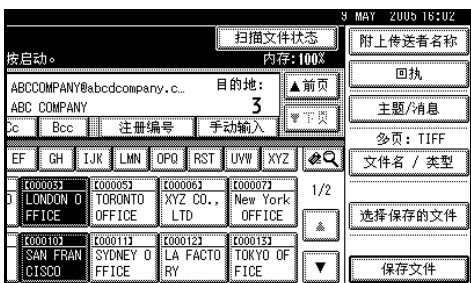 9 MAY 2005 16:02
扫描文件状态
附上传送者名称
按启动。
内存:100%
回执
ABCCOMPANY@abcdcompany.c...
目的地:
3
▲前页
ABC COMPANY
▼下页
主题/消息
Cc
Bcc
注册编号
手动输入
多页: TIFF
文件名 / 类型
EF
GH
IJK
LMN
OPQ
RST
UVW
XYZ
[00003]
LONDON O
FFICE
[00005]
TORONTO
OFFICE
[00006]
XYZ CO.,
LTD
[00007]
New York
OFFICE
1/2
选择保存的文件
[00010]
SAN FRAN
CISCO
[00011]
SYDNEY O
FFICE
[00012]
LA FACTO
RY
[00013]
TOKYO OF
FICE
▲
▼
保存文件